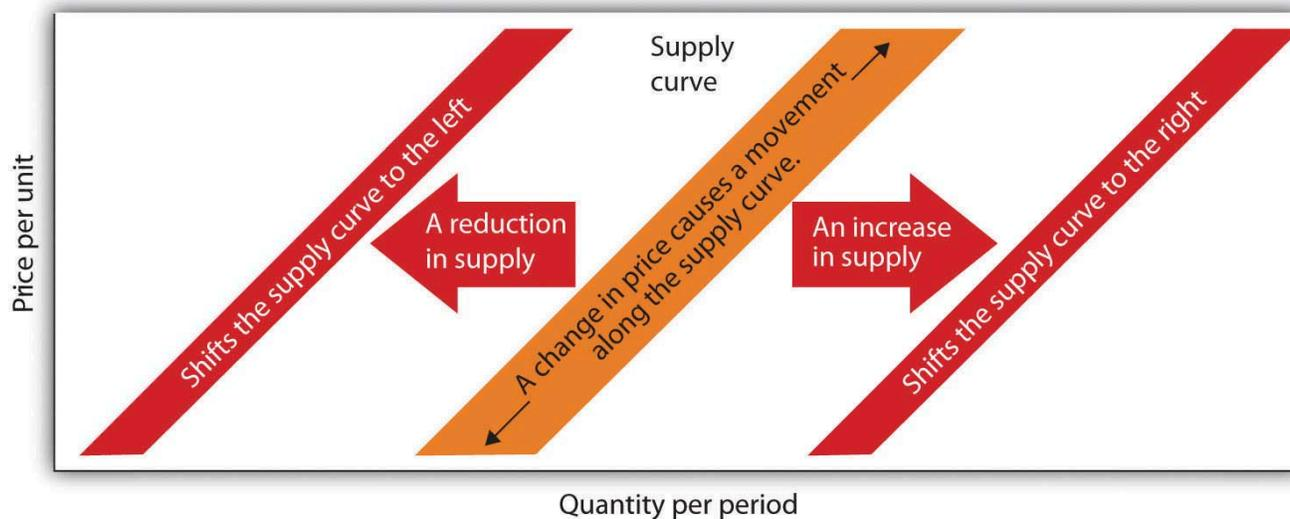 Supply
curve
Shifts the supply curve to the left
A reduction
in supply
A change in price causes a movement
along the supply curve.
An increase
in supply
Shifts the supply curve to the right
Price per unit
Quantity per period